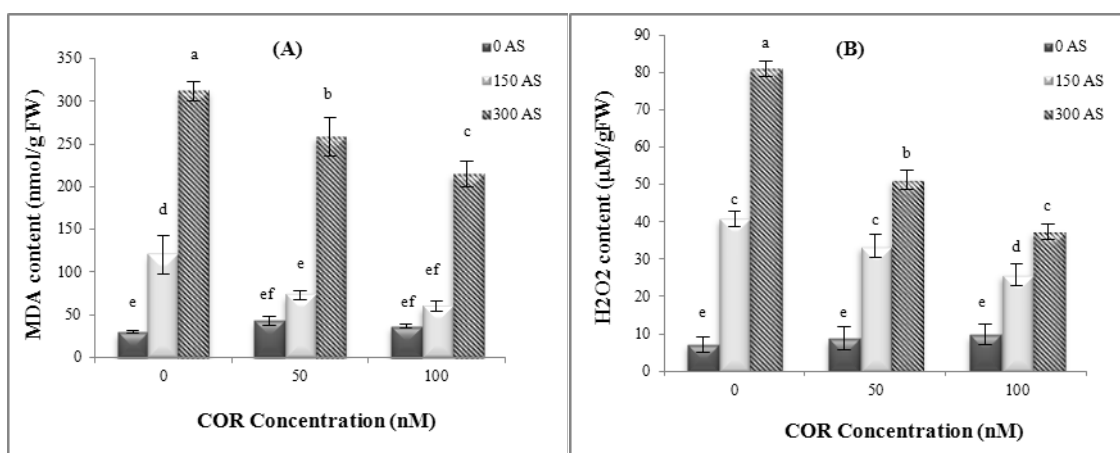 (A)
0 AS
150 AS
300 AS
MDA content (nmol/g FW)
350
300
250
200
150
100
50
0
e
d
a
ef
e
b
ef
ef
c
0
50
100
COR Concentration (nM)
(B)
0 AS
150 AS
300 AS
H2O2 content (µM/gFW)
90
80
70
60
50
40
30
20
10
0
e
c
a
e
c
b
e
d
c
0
50
100
COR Concentration (nM)